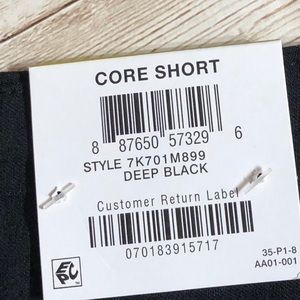 CORE SHORT
8 87650 57329 6
STYLE 7K701M899
DEEP BLACK
Customer Return Label
070183915717
EPC
35-P1-8
AA01-001